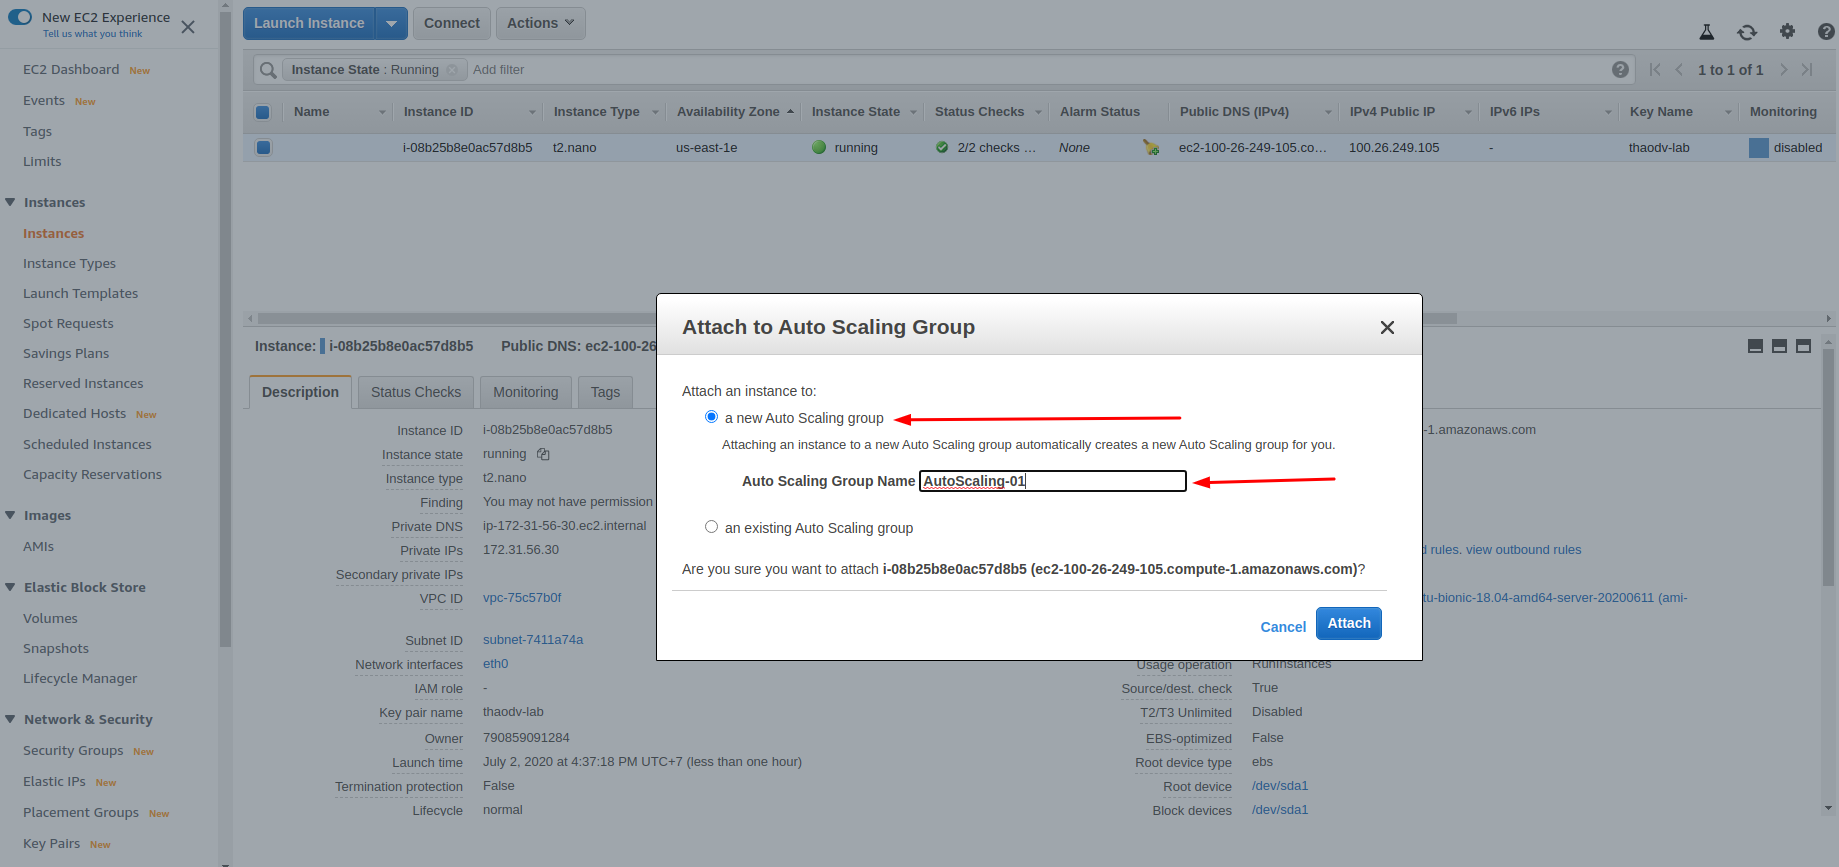 New EC2 Experience
Tell us what you think
EC2 Dashboard New
Events New
Tags
Limits
Instances
Instances
Instance Types
Launch Templates
Spot Requests
Savings Plans
Reserved Instances
Dedicated Hosts New
Scheduled Instances
Capacity Reservations
Images
AMIs
Elastic Block Store
Volumes
Snapshots
Lifecycle Manager
Network & Security
Security Groups New
Elastic IPs New
Placement Groups New
Key Pairs New
Launch Instance Connect Actions
Instance State : Running Add filter 1 to 1 of 1
Name Instance ID Instance Type Availability Zone Instance State Status Checks Alarm Status Public DNS (IPv4) IPv4 Public IP IPv6 IPs Key Name Monitoring
i-08b25b8e0ac57d8b5 t2.nano us-east-1e running 2/2 checks ... None ec2-100-26-249-105.co... 100.26.249.105 - thaodv-lab disabled
Instance: i-08b25b8e0ac57d8b5 Public DNS: ec2-100-26
Description Status Checks Monitoring Tags
Instance ID i-08b25b8e0ac57d8b5
Instance state running
Instance type t2.nano
Finding You may not have permission
Private DNS ip-172-31-56-30.ec2.internal
Private IPs 172.31.56.30
Secondary private IPs
VPC ID vpc-75c57b0f
Subnet ID subnet-7411a74a
Network interfaces eth0
IAM role -
Key pair name thaodv-lab
Owner 790859091284
Launch time July 2, 2020 at 4:37:18 PM UTC+7 (less than one hour)
Termination protection False
Lifecycle normal
-1.amazonaws.com
rules. view outbound rules
tu-bionic-18.04-amd64-server-20200611 (ami-
Usage operation RunInstances
Source/dest. check True
T2/T3 Unlimited Disabled
EBS-optimized False
Root device type ebs
Root device /dev/sda1
Block devices /dev/sda1
Attach to Auto Scaling Group
Attach an instance to:
a new Auto Scaling group
Attaching an instance to a new Auto Scaling group automatically creates a new Auto Scaling group for you.
Auto Scaling Group Name AutoScaling-01
an existing Auto Scaling group
Are you sure you want to attach i-08b25b8e0ac57d8b5 (ec2-100-26-249-105.compute-1.amazonaws.com)?
Cancel Attach